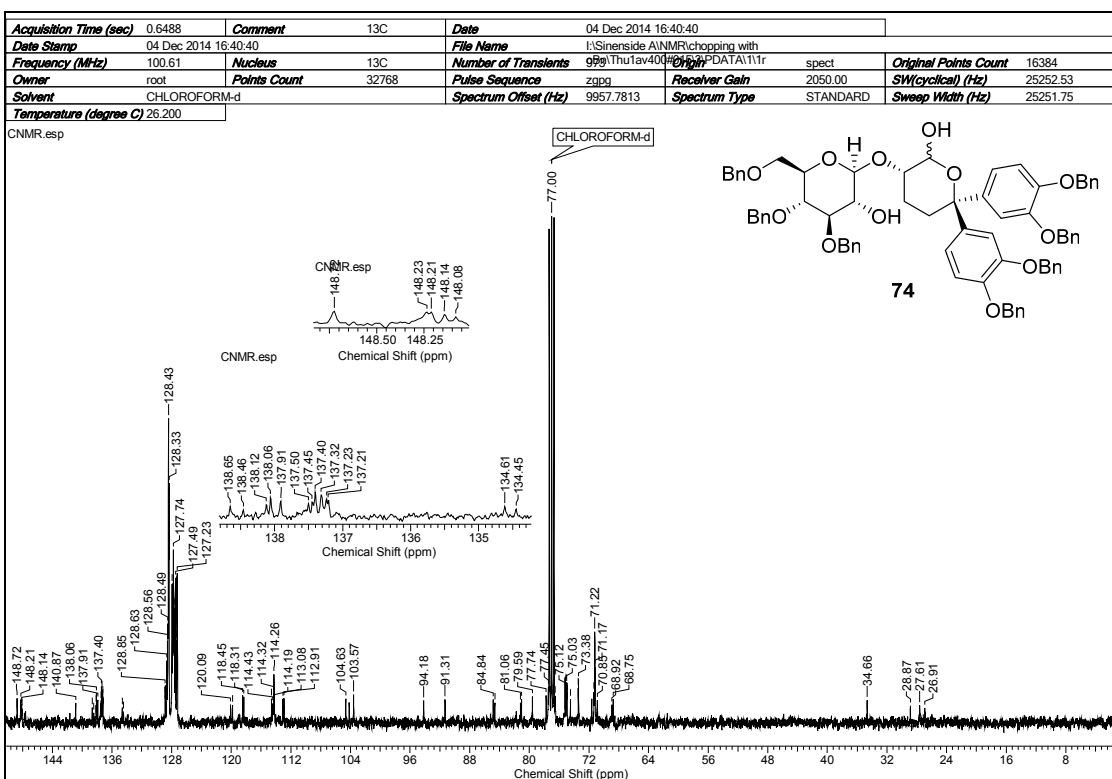 Acquisition Time (sec) 0.6488 Comment 13C Date 04 Dec 2014 16:40:40
Date Stamp 04 Dec 2014 16:40:40 File Name I:\Sinenside A\NMR\chopping with
Frequency (MHz) 100.61 Nucleus 13C Number of Transients Origin spect Original Points Count 16384
Owner root Points Count 32768 Pulse Sequence zgpg Receiver Gain 2050.00 SW(cyclical) (Hz) 25252.53
Solvent CHLOROFORM-d Spectrum Offset (Hz) 9957.7813 Spectrum Type STANDARD Sweep Width (Hz) 25251.75
Temperature (degree C) 26.200
CNMR.esp
CHLOROFORM-d
77.00
OH
H
O
O
O
BnO
OBn
BnO
OH
OBn
OBn
OBn
OBn
74
CNMR.esp
148.72
148.23
148.21
148.14
148.08
148.50 148.25
Chemical Shift (ppm)
CNMR.esp
138.65
138.46
138.12
138.06
137.91
137.50
137.45
137.40
137.32
137.23
137.21
134.61
134.45
138 137 136 135
Chemical Shift (ppm)
148.72
148.21
148.14
140.87
138.06
137.91
137.40
128.85
128.63
128.56
128.49
128.43
128.33
127.74
127.49
127.23
120.09
118.45
118.31
114.43
114.32
114.26
114.19
113.08
112.91
104.63
103.57
94.18
91.31
84.84
81.06
79.59
77.74
77.45
75.12
75.03
73.38
71.22
71.17
70.85
68.92
68.75
34.66
28.87
27.61
26.91
144 136 128 120 112 104 96 88 80 72 64 56 48 40 32 24 16 8
Chemical Shift (ppm)